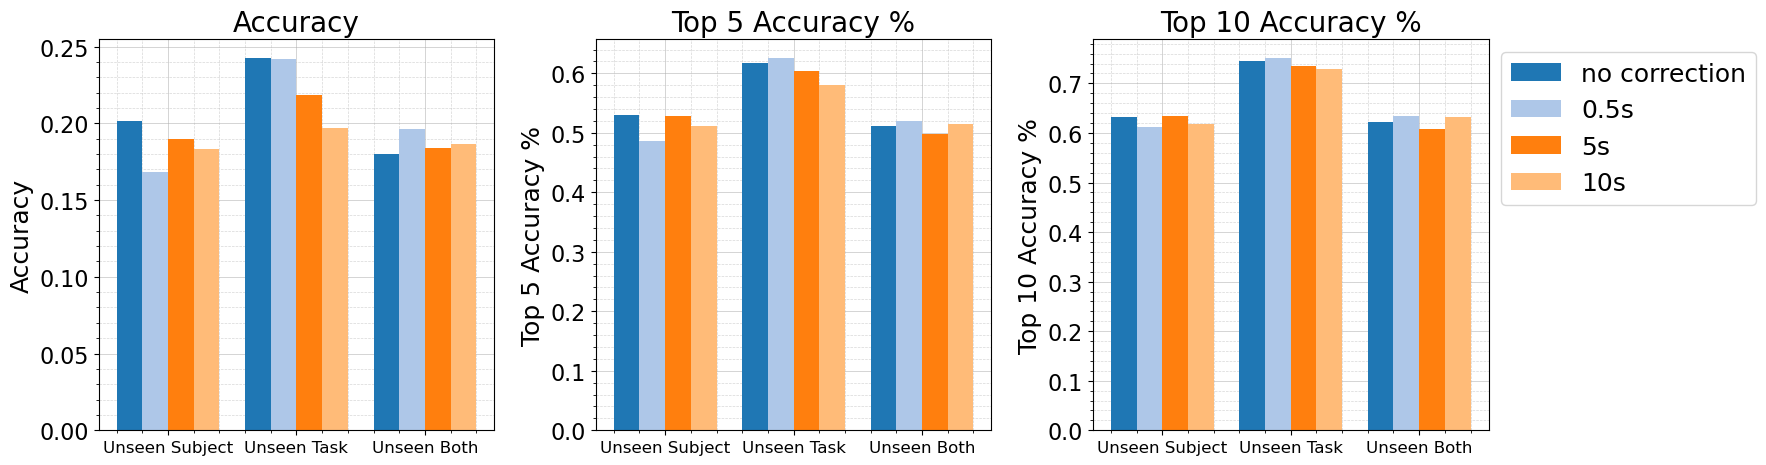 Accuracy
Accuracy
0.25
0.20
0.15
0.10
0.05
0.00
Unseen Subject Unseen Task Unseen Both
Top 5 Accuracy %
Top 5 Accuracy %
0.6
0.5
0.4
0.3
0.2
0.1
0.0
Unseen Subject Unseen Task Unseen Both
Top 10 Accuracy %
Top 10 Accuracy %
0.7
0.6
0.5
0.4
0.3
0.2
0.1
0.0
Unseen Subject Unseen Task Unseen Both
no correction
0.5s
5s
10s